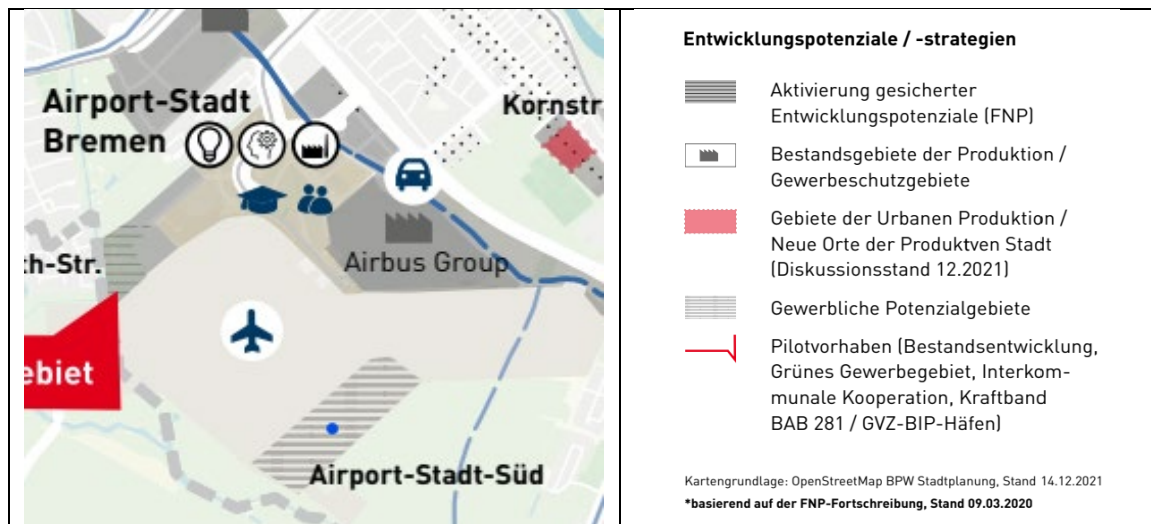 Airport-Stadt
Bremen
Kornstr
th-Str.
Airbus Group
ebiet
Airport-Stadt-Süd
Entwicklungspotenziale / -strategien
Aktivierung gesicherter
Entwicklungspotenziale (FNP)
Bestandsgebiete der Produktion /
Gewerbeschutzgebiete
Gebiete der Urbanen Produktion /
Neue Orte der Produktven Stadt
(Diskussionsstand 12.2021)
Gewerbliche Potenzialgebiete
Pilotvorhaben (Bestandsentwicklung,
Grünes Gewerbegebiet, Interkom-
munale Kooperation, Kraftband
BAB 281 / GVZ-BIP-Häfen)
Kartengrundlage: OpenStreetMap BPW Stadtplanung, Stand 14.12.2021
*basierend auf der FNP-Fortschreibung, Stand 09.03.2020